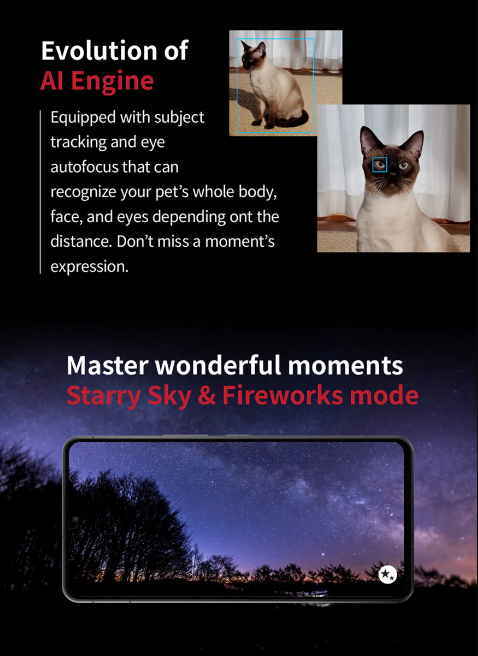 Evolution of
AI Engine
Equipped with subject
tracking and eye
autofocus that can
recognize your pet's whole body,
face, and eyes depending ont the
distance. Don't miss a moment's
expression.
Master wonderful moments
Starry Sky & Fireworks mode